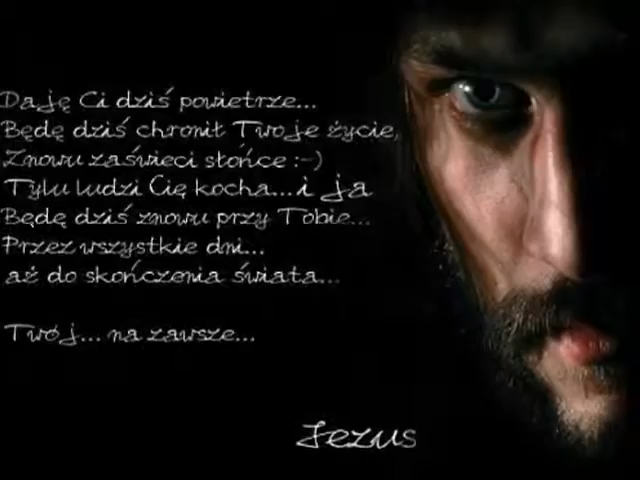 Daję Ci dziś powietrze...
Będę dziś chronił Twoje życie,
Znowu zaświeci słońce :-)
Tylu ludzi Cię kocha... i ja
Będę dziś znowu przy Tobie...
Przez wszystkie dni...
aż do skończenia świata...
Twój... na zawsze...
Jezus